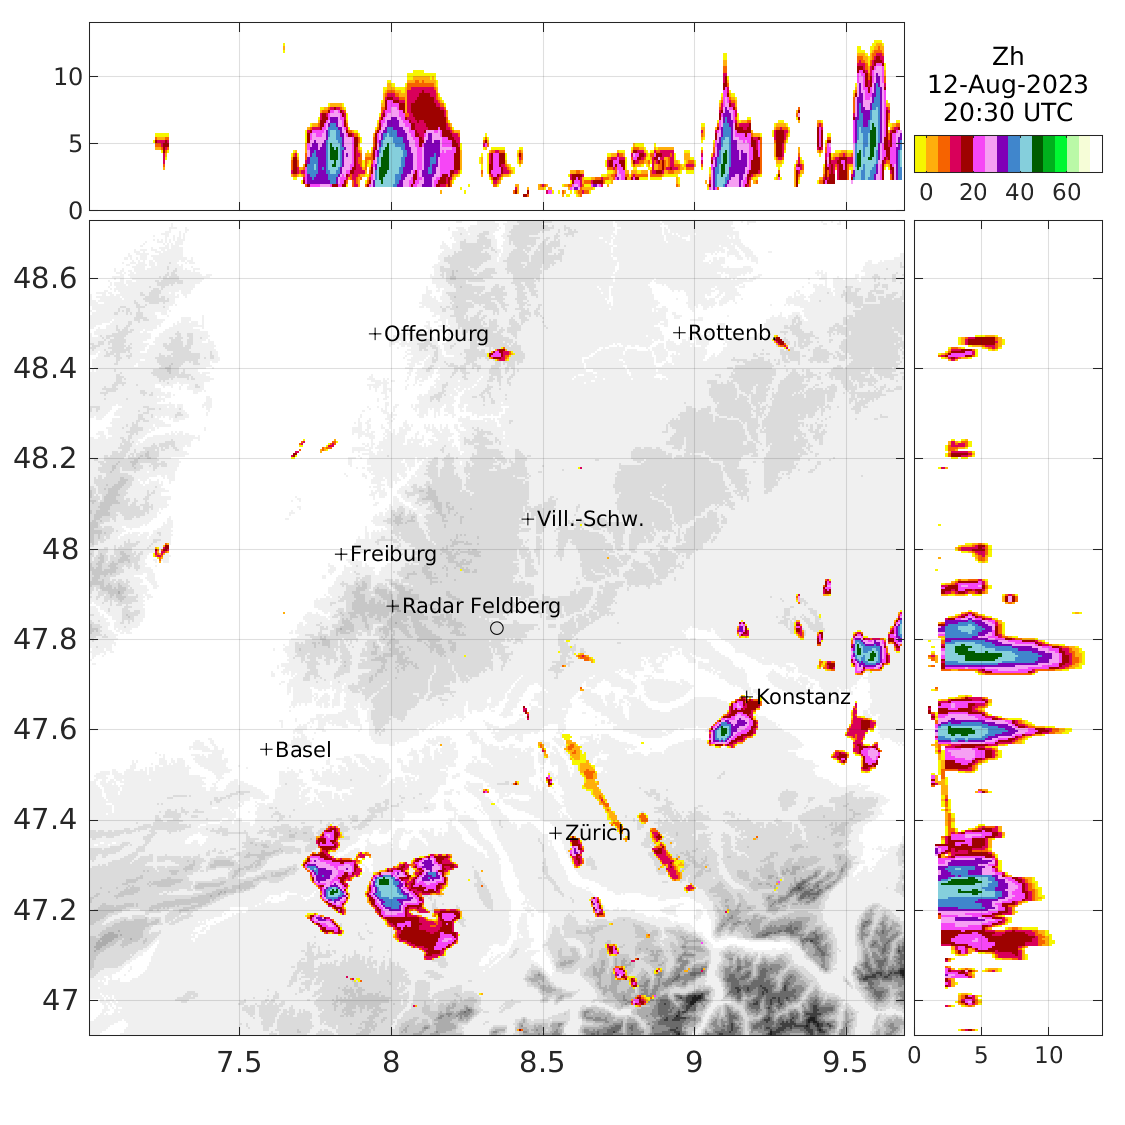 10
5
0
Zh
12-Aug-2023
20:30 UTC
0 20 40 60
48.6
48.4
48.2
48
47.8
47.6
47.4
47.2
47
Offenburg
Rottenb
Vill.-Schw.
Freiburg
Radar Feldberg
Konstanz
Basel
Zürich
7.5 8 8.5 9 9.5
0 5 10